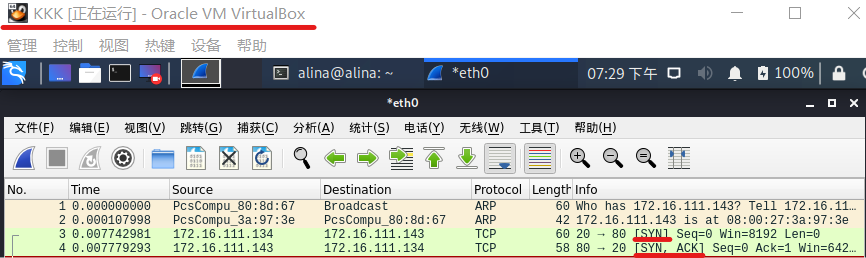 KKK [正在运行] - Oracle VM VirtualBox
管理 控制 视图 热键 设备 帮助
alina@alina: ~ *eth0 07:29 下午 100%
*eth0
文件(F) 编辑(E) 视图(V) 跳转(G) 捕获(C) 分析(A) 统计(S) 电话(Y) 无线(W) 工具(T) 帮助(H)
No. Time Source Destination Protocol Length Info
1 0.000000000 PcsCompu_80:8d:67 Broadcast ARP 60 Who has 172.16.111.143? Tell 172.16.11…
2 0.000107998 PcsCompu_3a:97:3e PcsCompu_80:8d:67 ARP 42 172.16.111.143 is at 08:00:27:3a:97:3e
3 0.007742981 172.16.111.134 172.16.111.143 TCP 60 20 → 80 [SYN] Seq=0 Win=8192 Len=0
4 0.007779293 172.16.111.143 172.16.111.134 TCP 58 80 → 20 [SYN, ACK] Seq=0 Ack=1 Win=642…